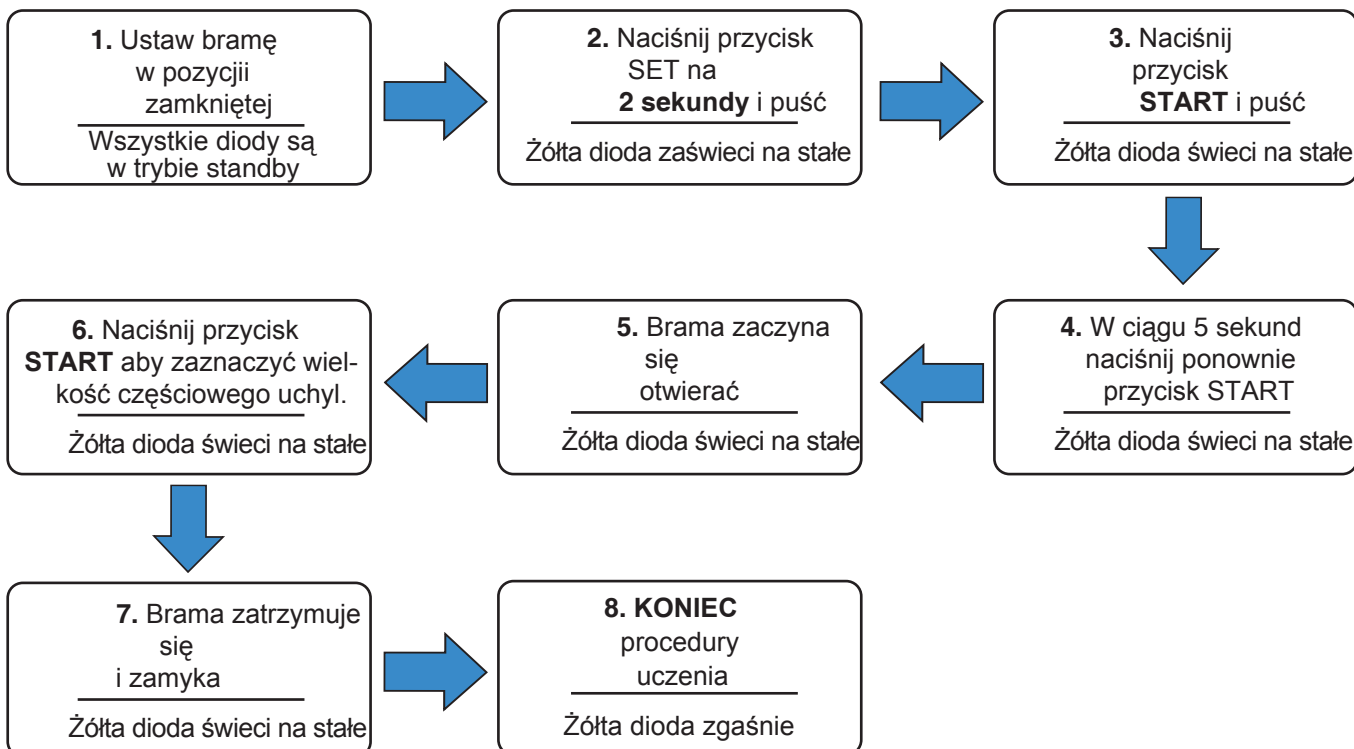 1. Ustaw bramę
w pozycjii
zamkniętej
Wszystkie diody są
w trybie standby
2. Naciśnij przycisk
SET na
2 sekundy i puść
Żółta dioda zaświeci na stałe
3. Naciśnij
przycisk
START i puść
Żółta dioda świeci na stałe
4. W ciągu 5 sekund
naciśnij ponownie
przycisk START
Żółta dioda świeci na stałe
5. Brama zaczyna
się
otwierać
Żółta dioda świeci na stałe
6. Naciśnij przycisk
START aby zaznaczyć wiel-
kość częściowego uchyl.
Żółta dioda świeci na stałe
7. Brama zatrzymuje
się
i zamyka
Żółta dioda świeci na stałe
8. KONIEC
procedury
uczenia
Żółta dioda zgaśnie